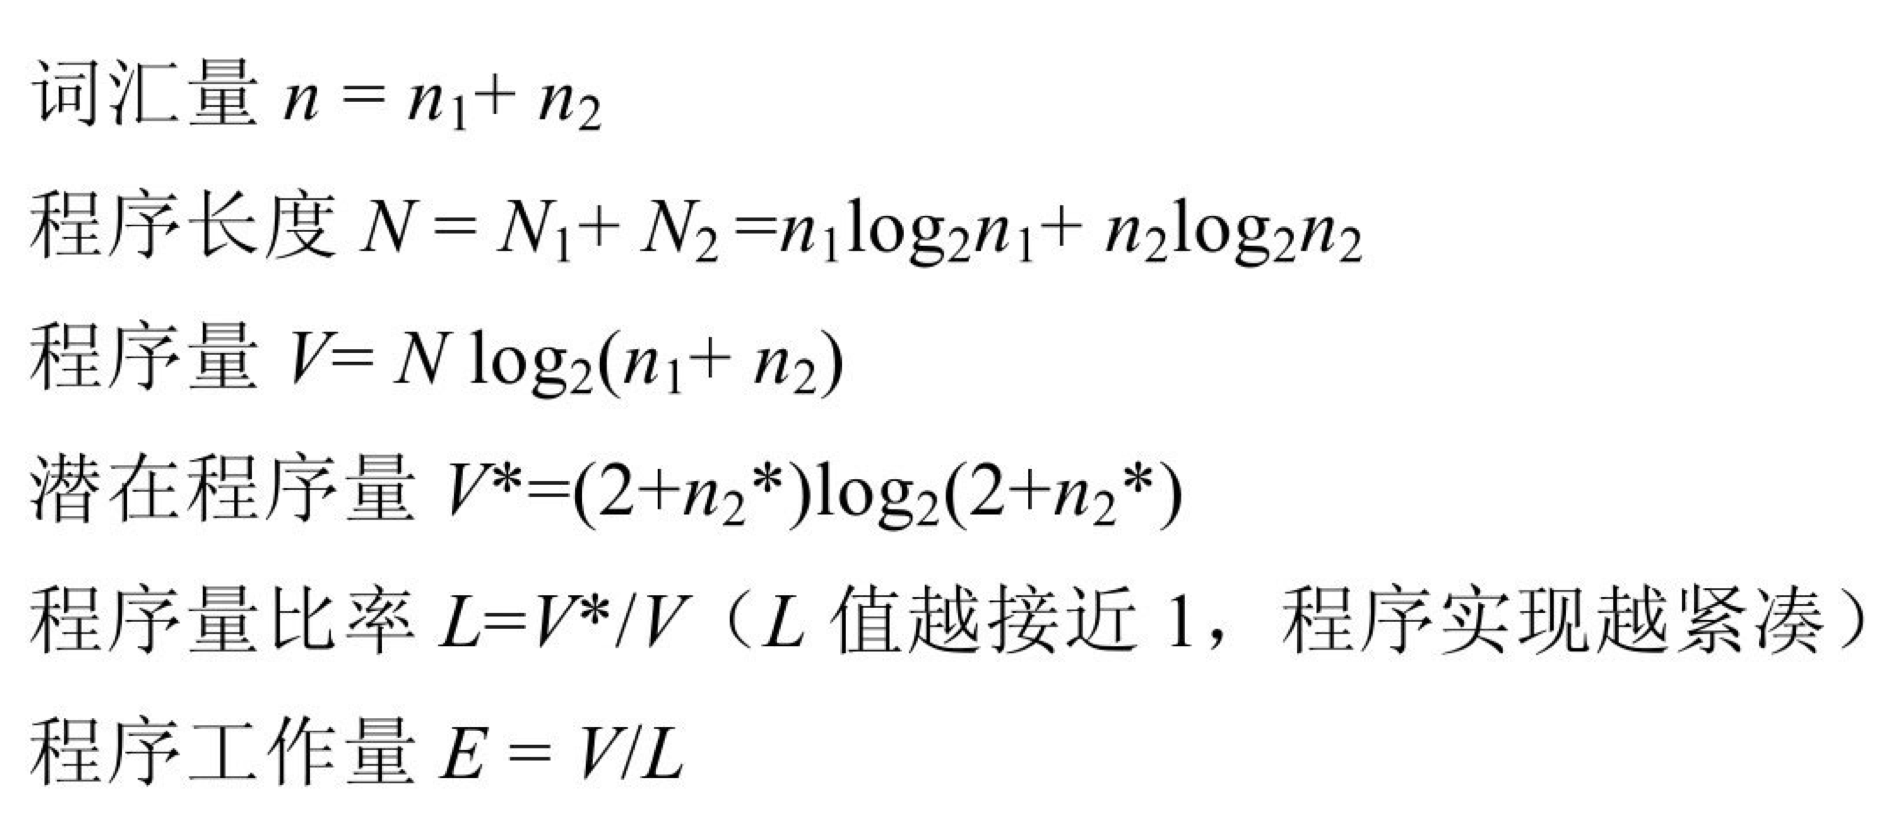 词汇量 n = n₁+ n₂
程序长度 N = N₁+ N₂ =n₁log₂n₁+ n₂log₂n₂
程序量 V= N log₂(n₁+ n₂)
潜在程序量 V*=(2+n₂*)log₂(2+n₂*)
程序量比率 L=V*/V（L 值越接近 1，程序实现越紧凑）
程序工作量 E = V/L